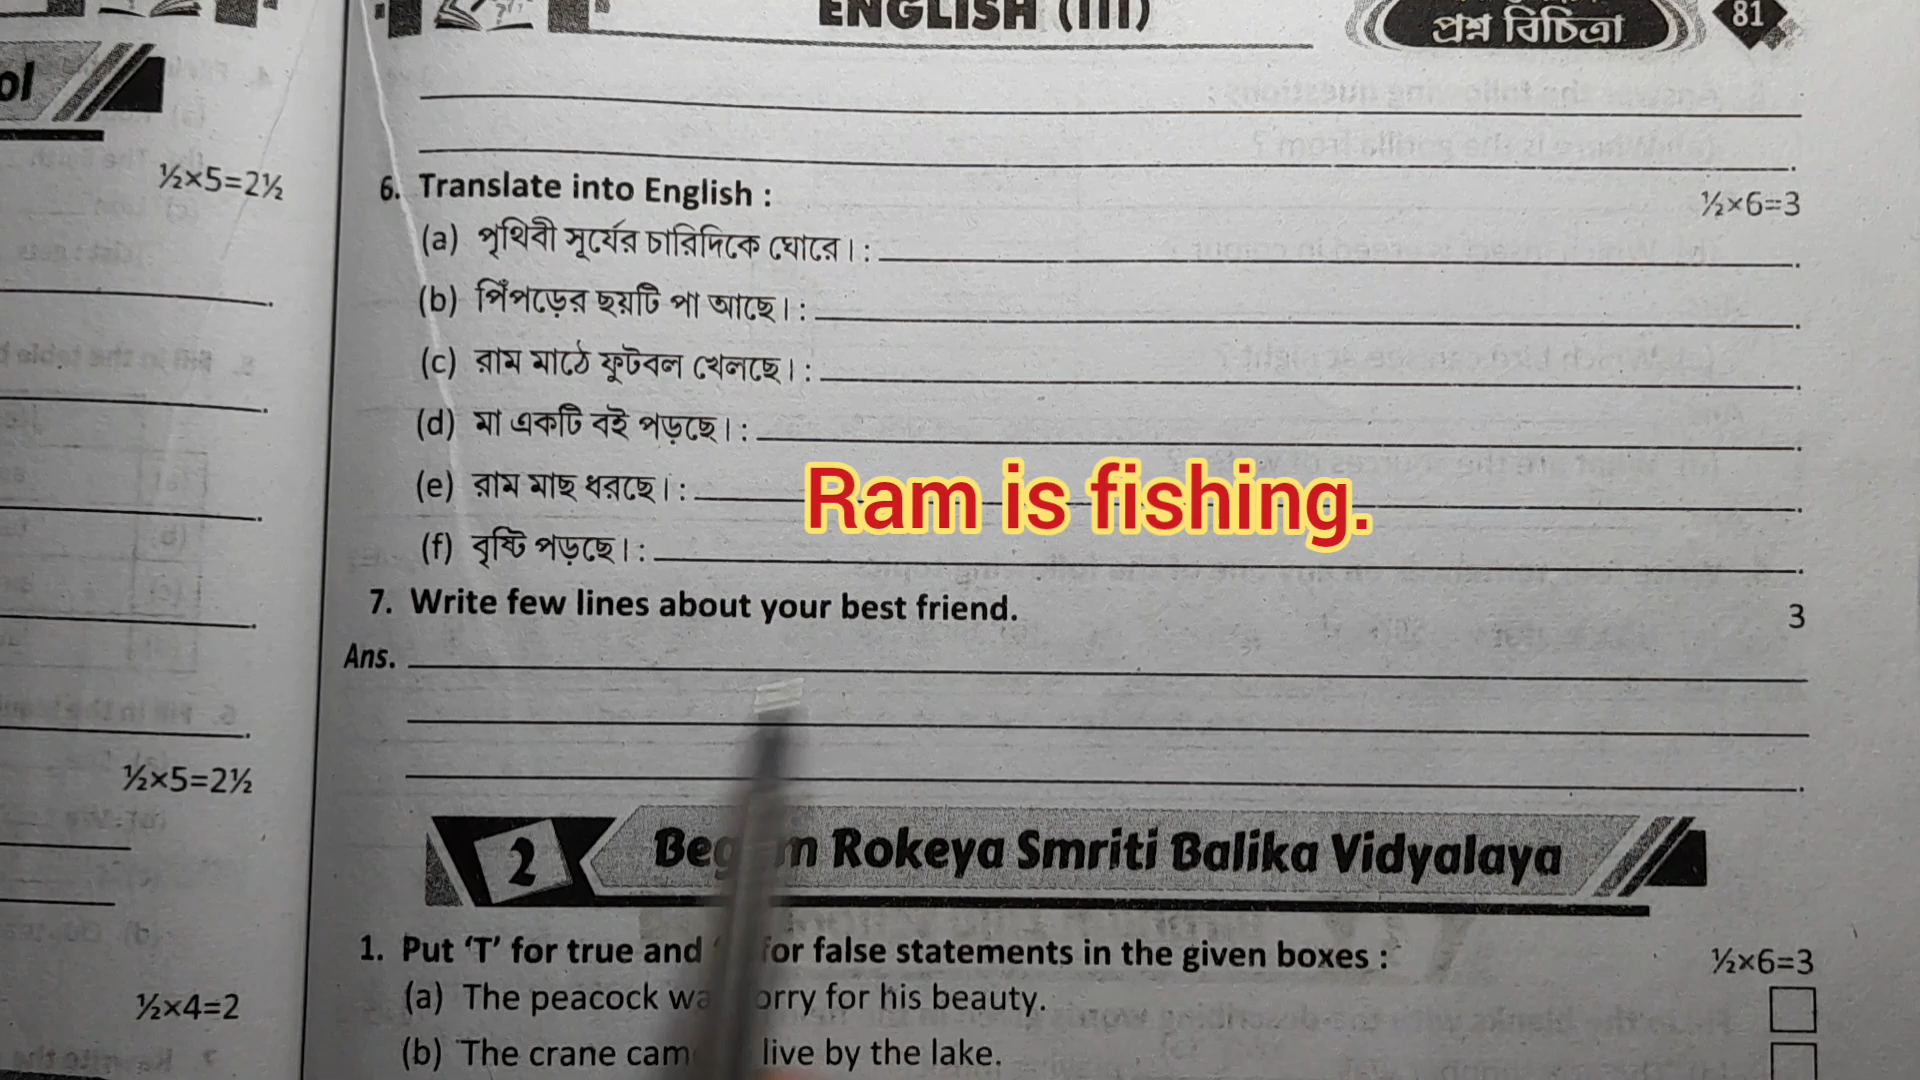 ENGLISH (III)
প্রশ্ন বিচিত্রা
81
ol
½×5=2½
6. Translate into English : ½×6=3
(a) পৃথিবী সূর্যের চারিদিকে ঘোরে। :
(b) পিঁপড়ের ছয়টি পা আছে। :
(c) রাম মাঠে ফুটবল খেলছে। :
(d) মা একটি বই পড়ছে। :
(e) রাম মাছ ধরছে। :
Ram is fishing.
(f) বৃষ্টি পড়ছে। :
7. Write few lines about your best friend. 3
Ans.
½×5=2½
2 Rokeya Smriti Balika Vidyalaya
1. Put ‘T’ for true and for false statements in the given boxes : ½×6=3
(a) The peacock for his beauty.
½×4=2
(b) The crane live by the lake.